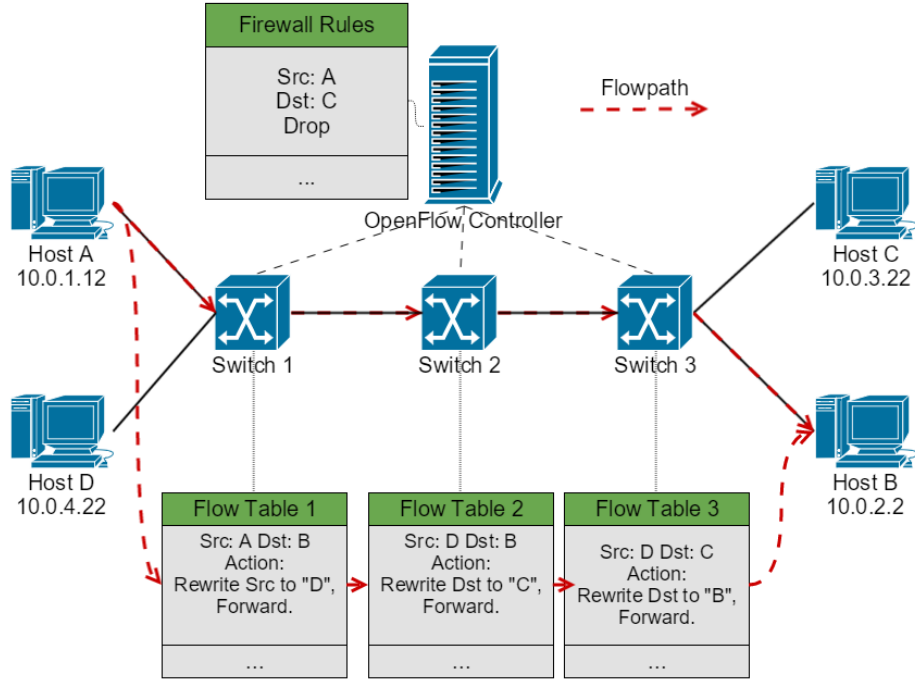 Firewall Rules
Src: A
Dst: C
Drop
...
Flowpath
OpenFlow Controller
Host A
10.0.1.12
Host C
10.0.3.22
Switch 1
Switch 2
Switch 3
Host D
10.0.4.22
Host B
10.0.2.2
Flow Table 1
Src: A Dst: B
Action:
Rewrite Src to "D",
Forward.
...
Flow Table 2
Src: D Dst: B
Action:
Rewrite Dst to "C",
Forward.
...
Flow Table 3
Src: D Dst: C
Action:
Rewrite Dst to "B",
Forward.
...